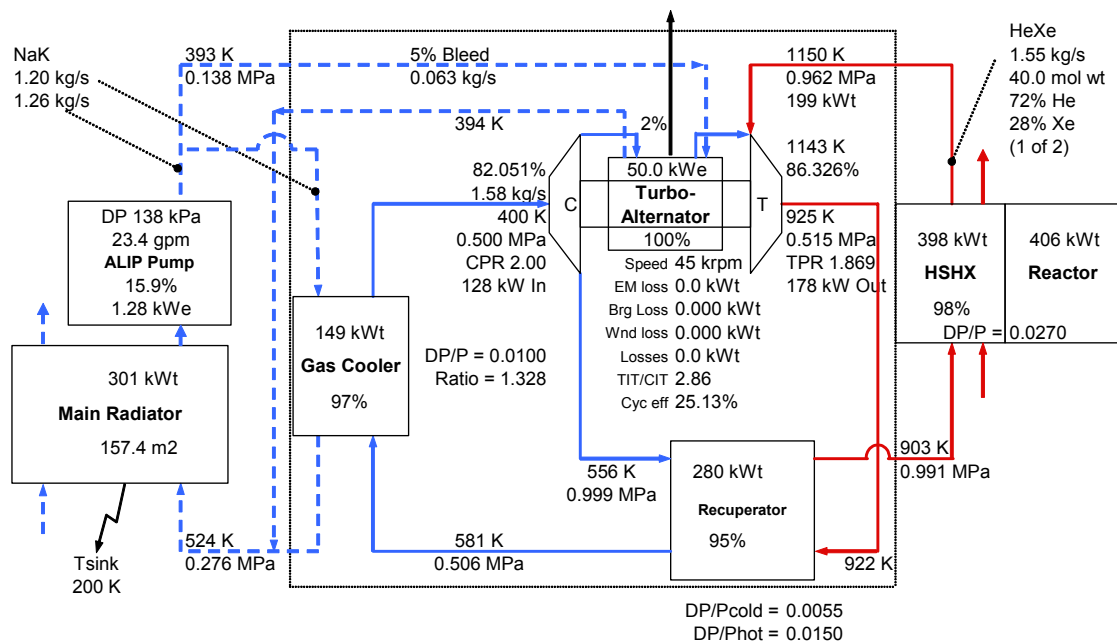 NaK
1.20 kg/s
1.26 kg/s
393 K
0.138 MPa
5% Bleed
0.063 kg/s
394 K
2%
1150 K
0.962 MPa
199 kWt
HeXe
1.55 kg/s
40.0 mol wt
72% He
28% Xe
(1 of 2)
1143 K
86.326%
82.051%
1.58 kg/s
400 K
0.500 MPa
CPR 2.00
128 kW In
C
50.0 kWe
Turbo-
Alternator
100%
T
925 K
0.515 MPa
TPR 1.869
178 kW Out
Speed 45 krpm
EM loss 0.0 kWt
Brg Loss 0.000 kWt
Wnd loss 0.000 kWt
Losses 0.0 kWt
TIT/CIT 2.86
Cyc eff 25.13%
DP 138 kPa
23.4 gpm
ALIP Pump
15.9%
1.28 kWe
398 kWt
HSHX
98%
406 kWt
Reactor
DP/P = 0.0270
149 kWt
Gas Cooler
97%
DP/P = 0.0100
Ratio = 1.328
301 kWt
Main Radiator
157.4 m2
556 K
0.999 MPa
280 kWt
Recuperator
95%
903 K
0.991 MPa
Tsink
200 K
524 K
0.276 MPa
581 K
0.506 MPa
922 K
DP/Pcold = 0.0055
DP/Phot = 0.0150